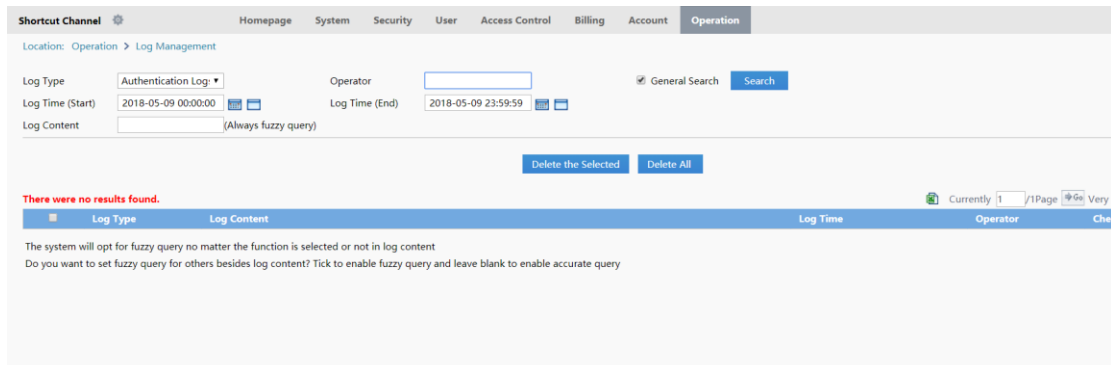 Shortcut Channel Homepage System Security User Access Control Billing Account Operation
Location: Operation > Log Management
Log Type Authentication Log: Operator General Search Search
Log Time (Start) 2018-05-09 00:00:00 Log Time (End) 2018-05-09 23:59:59
Log Content (Always fuzzy query)
Delete the Selected Delete All
There were no results found. Currently 1 /1Page Go Very
Log Type Log Content Log Time Operator Che
The system will opt for fuzzy query no matter the function is selected or not in log content
Do you want to set fuzzy query for others besides log content? Tick to enable fuzzy query and leave blank to enable accurate query